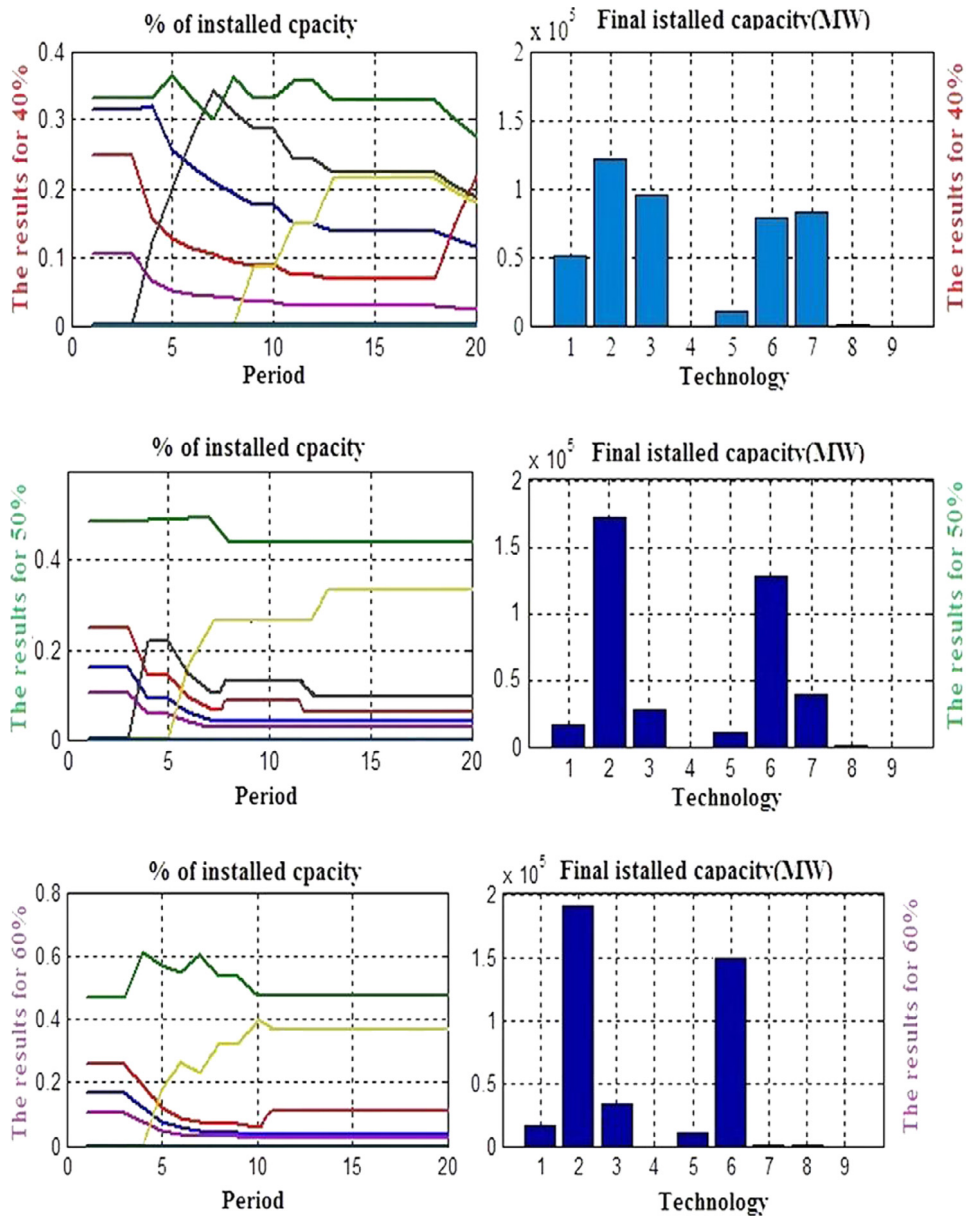 % of installed cpacity
Final istalled capacity(MW)
x 10^5
The results for 40%
0.4
0.3
0.2
0.1
0
0 5 10 15 20
Period
2
1.5
1
0.5
0
1 2 3 4 5 6 7 8 9
Technology
The results for 40%
% of installed cpacity
Final istalled capacity(MW)
x 10^5
The results for 50%
0.4
0.2
0
0 5 10 15 20
Period
2
1.5
1
0.5
0
1 2 3 4 5 6 7 8 9
Technology
The results for 50%
% of installed cpacity
Final istalled capacity(MW)
x 10^5
The results for 60%
0.8
0.6
0.4
0.2
0
0 5 10 15 20
Period
2
1.5
1
0.5
0
1 2 3 4 5 6 7 8 9
Technology
The results for 60%